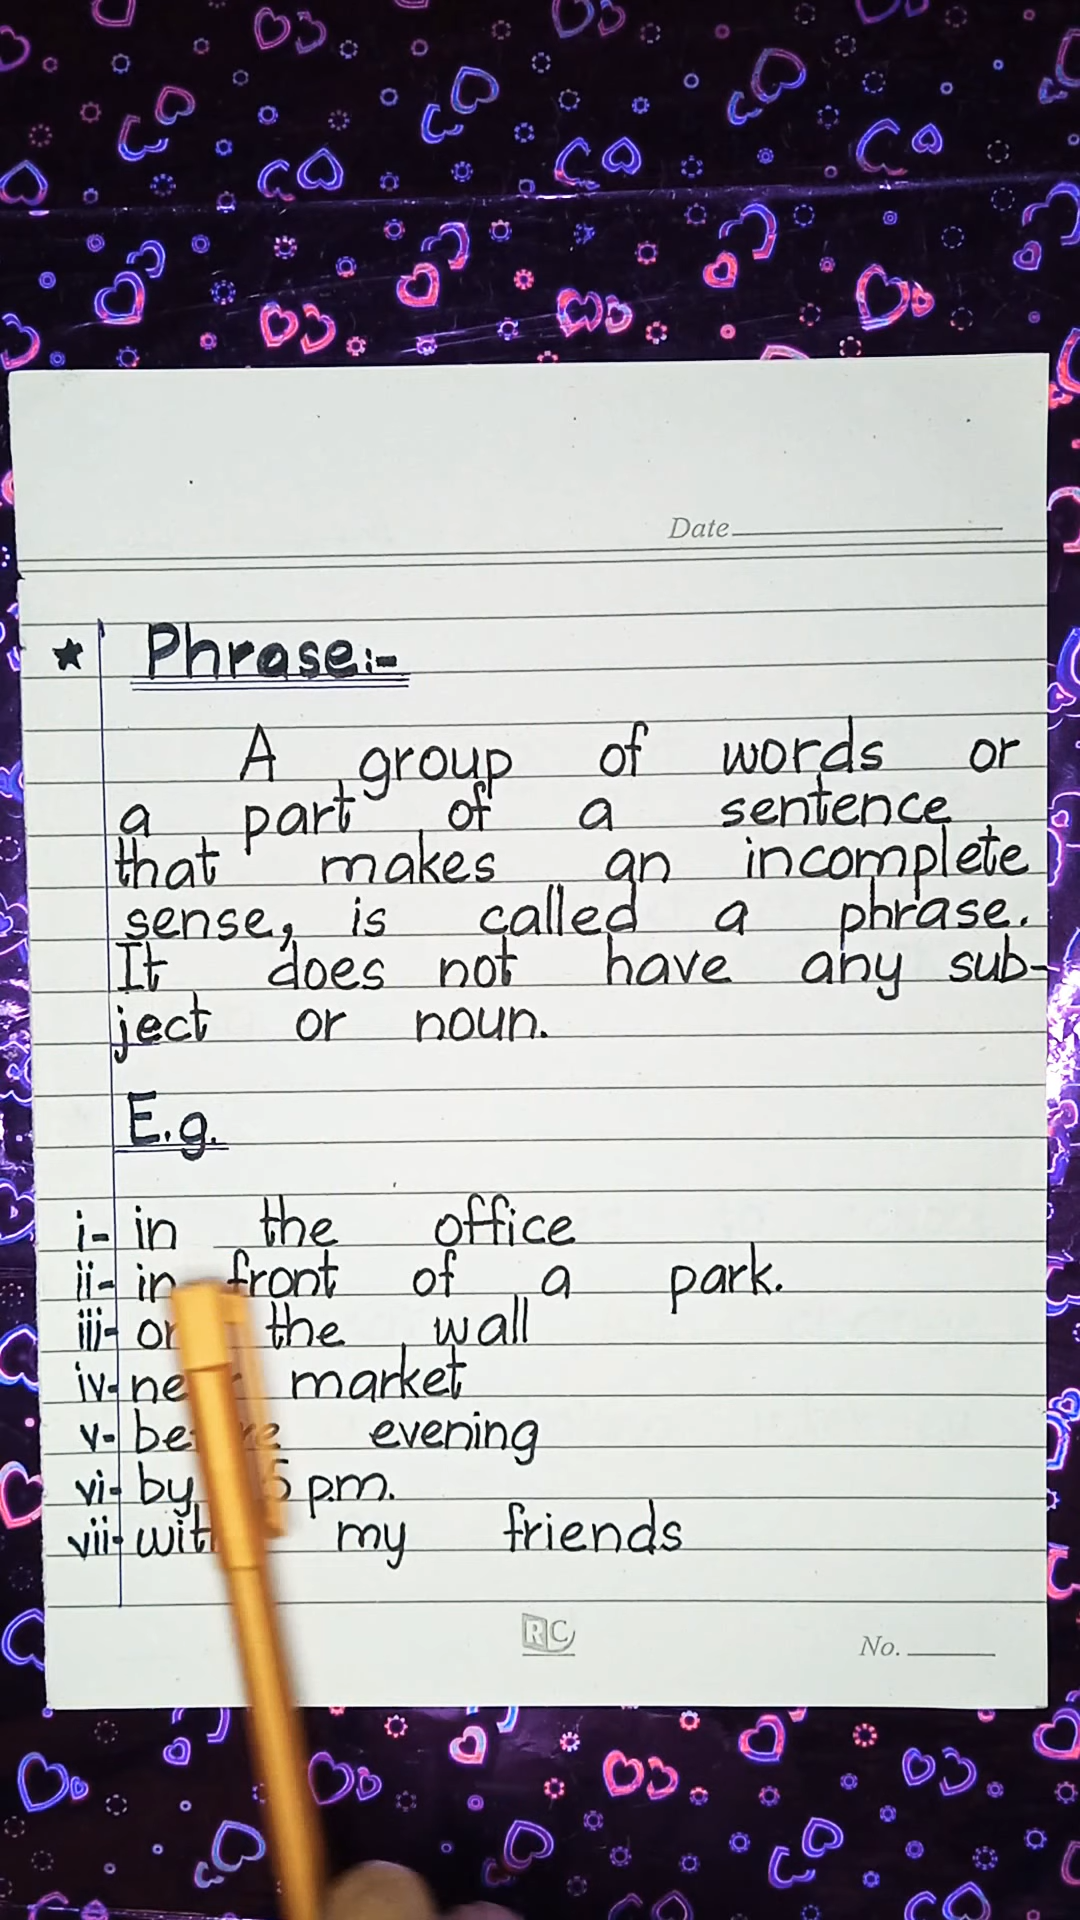 Date
★ Phrase:-
A group of words or
a part of a sentence
that makes an incomplete
sense, is called a phrase.
It does not have any sub-
ject or noun.
E.g.
i- in the office
ii- in front of a park.
iii- the wall
iv- market
v- evening
vi- by p.m.
vii- with my friends
RC
No.